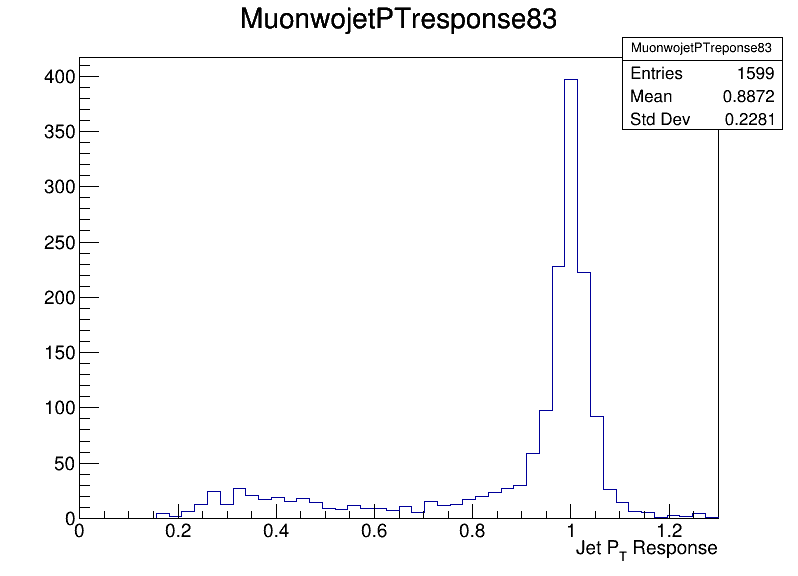 MuonwojetPTresponse83
MuonwojetPTreponse83
Entries 1599
Mean 0.8872
Std Dev 0.2281
400
350
300
250
200
150
100
50
0
0 0.2 0.4 0.6 0.8 1 1.2
Jet P_T Response